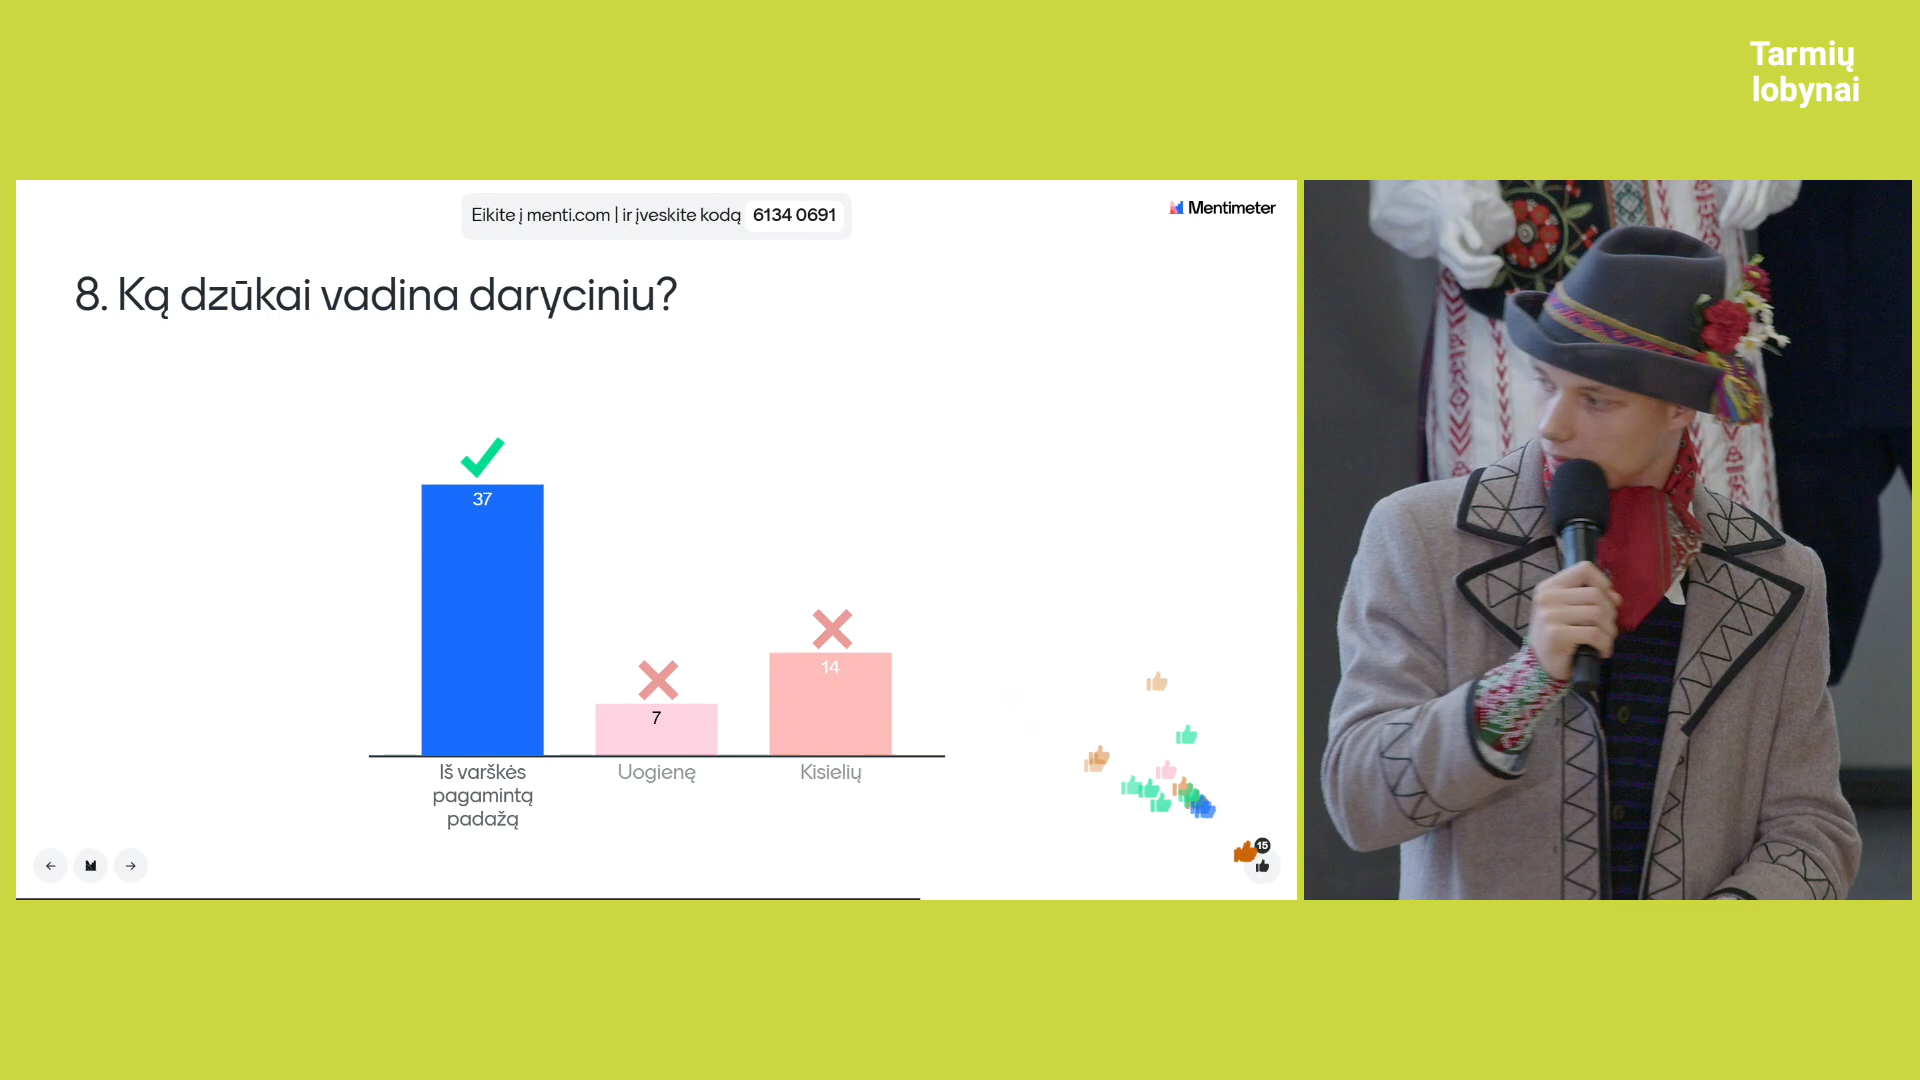 Tarmių
lobynai
Eikite į menti.com | ir įveskite kodą 6134 0691
Mentimeter
8. Ką dzūkai vadina daryciniu?
37
7
14
Iš varškės
pagamintą
padažą
Uogienę
Kisielių
15